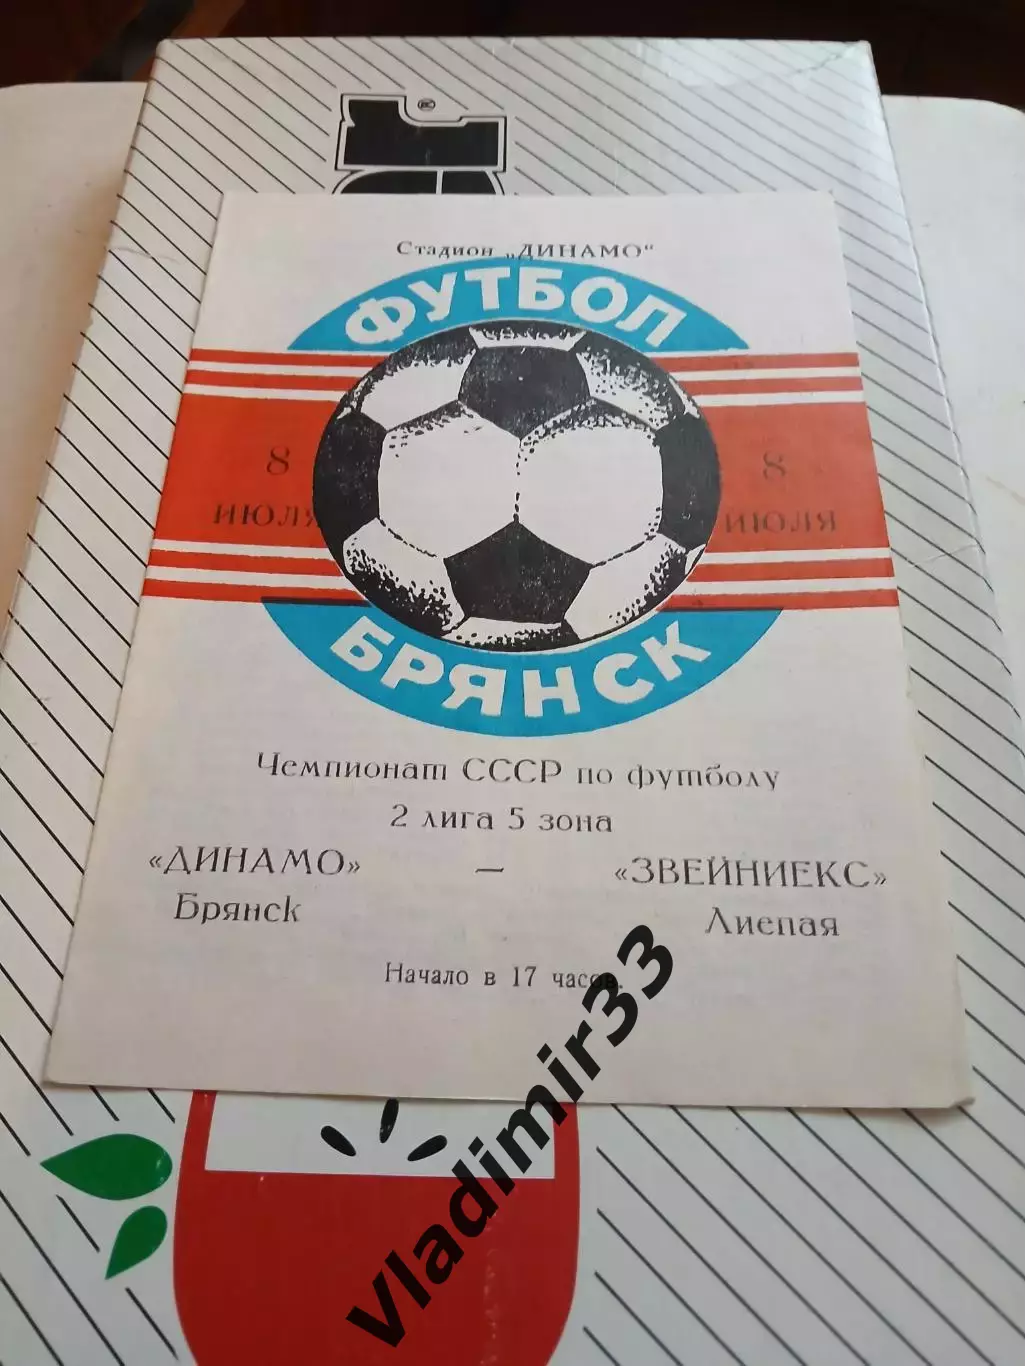 Стадион „ДИНАМО“
ФУТБОЛ
8
ИЮЛЯ
8
ИЮЛЯ
БРЯНСК
Чемпионат СССР по футболу
2 лига 5 зона
«ДИНАМО» — «ЗВЕЙНИЕКС»
Брянск Лиепая
Начало в 17 часов.
Vladimir33